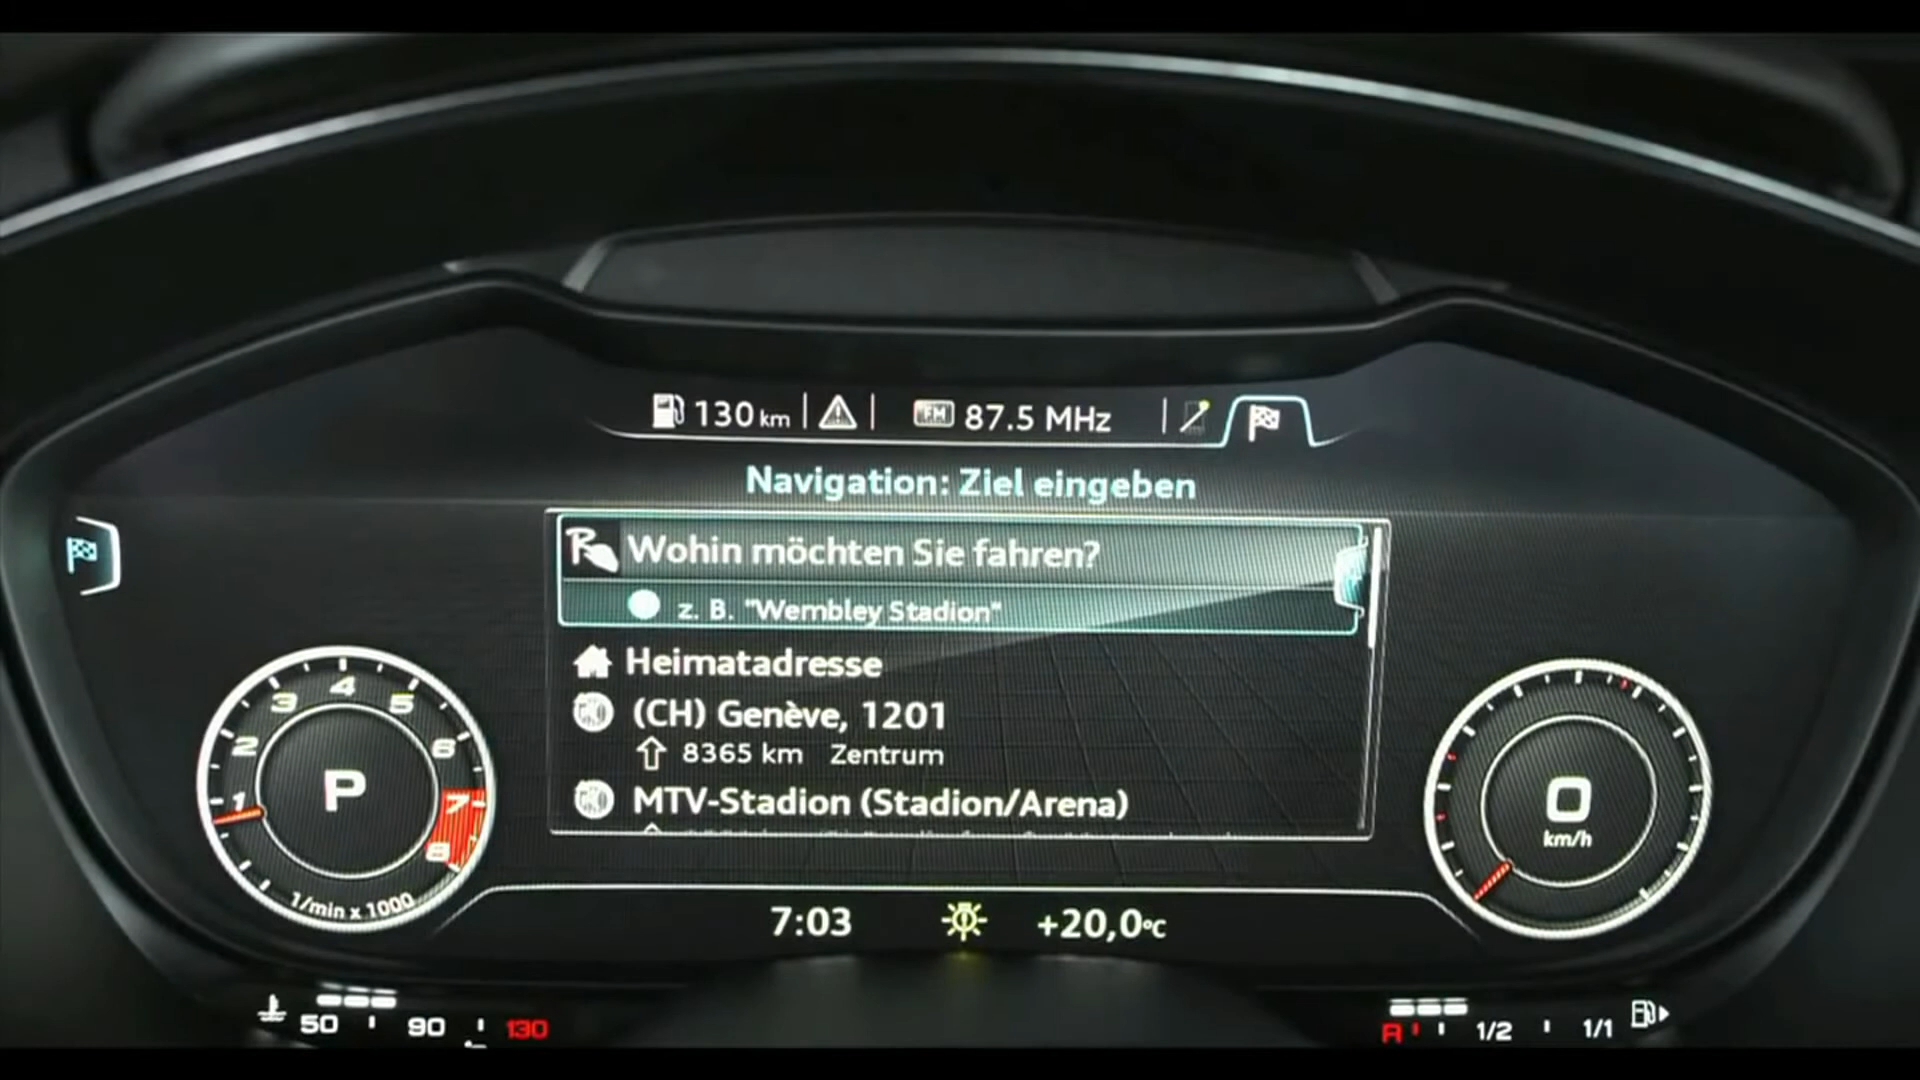 130 km
FM 87.5 MHz
Navigation: Ziel eingeben
Wohin möchten Sie fahren?
z. B. "Wembley Stadion"
Heimatadresse
(CH) Genève, 1201
8365 km Zentrum
MTV-Stadion (Stadion/Arena)
1 2 3 4 5 6 7 8
P
1/min x 1000
0
km/h
7:03
+20,0°C
50 90 130
R 1/2 1/1